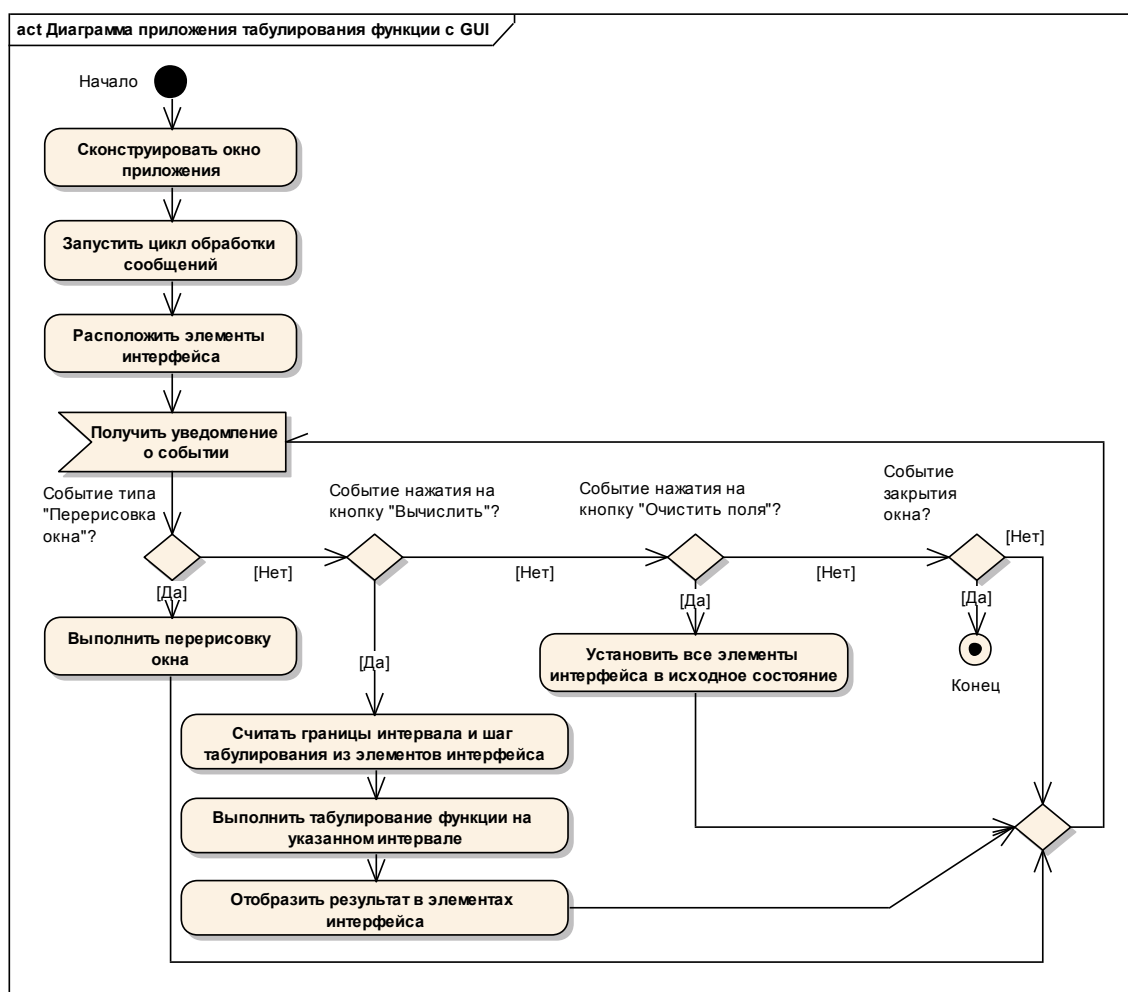 act Диаграмма приложения табулирования функции с GUI
Начало
Сконструировать окно
приложения
Запустить цикл обработки
сообщений
Расположить элементы
интерфейса
Получить уведомление
о событии
Событие типа
"Перерисовка
окна"?
Событие нажатия на
кнопку "Вычислить"?
Событие нажатия на
кнопку "Очистить поля"?
Событие
закрытия
окна?
[Нет]
[Нет]
[Нет]
[Нет]
[Да]
[Да]
[Да]
[Да]
Выполнить перерисовку
окна
Установить все элементы
интерфейса в исходное состояние
Конец
Считать границы интервала и шаг
табулирования из элементов интерфейса
Выполнить табулирование функции на
указанном интервале
Отобразить результат в элементах
интерфейса